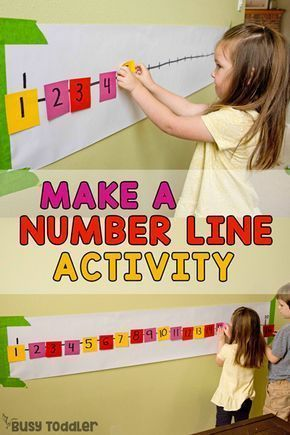 1 2 3 4
MAKE A
NUMBER LINE
ACTIVITY
1 2 3 4 5 6 7 8 9 10 11 12 13
BUSY TODDLER